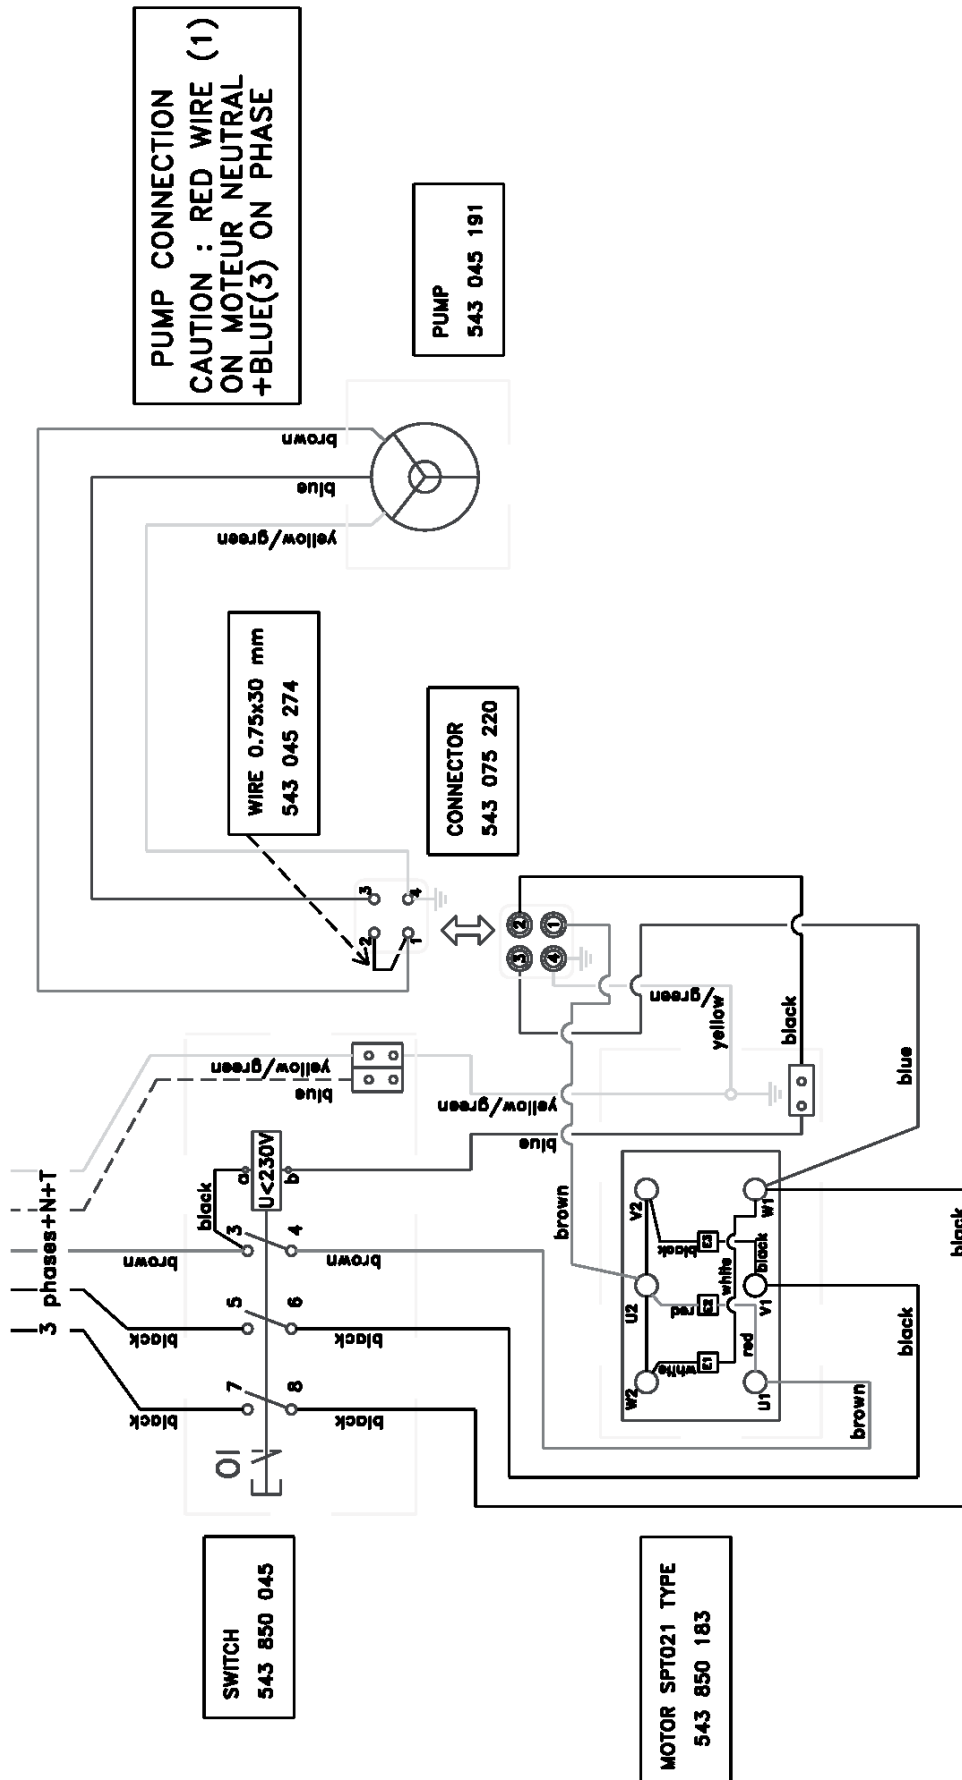 PUMP CONNECTION
CAUTION : RED WIRE (1)
ON MOTEUR NEUTRAL
+BLUE(3) ON PHASE
PUMP
543 045 191
brown
blue
yellow/green
WIRE 0.75x30 mm
543 045 274
CONNECTOR
543 075 220
3
4
2
1
2
1
3
4
3 phases+N+T
yellow/green
blue
black
a
b
U<230V
3
4
brown
brown
5
6
black
black
7
8
black
black
OI
SWITCH
543 850 045
yellow/green
blue
brown
yellow
/green
black
blue
V2
W1
black
E3
black
white
U2
V1
red
E2
red
W2
U1
white
E1
brown
black
black
MOTOR SPT021 TYPE
543 850 183